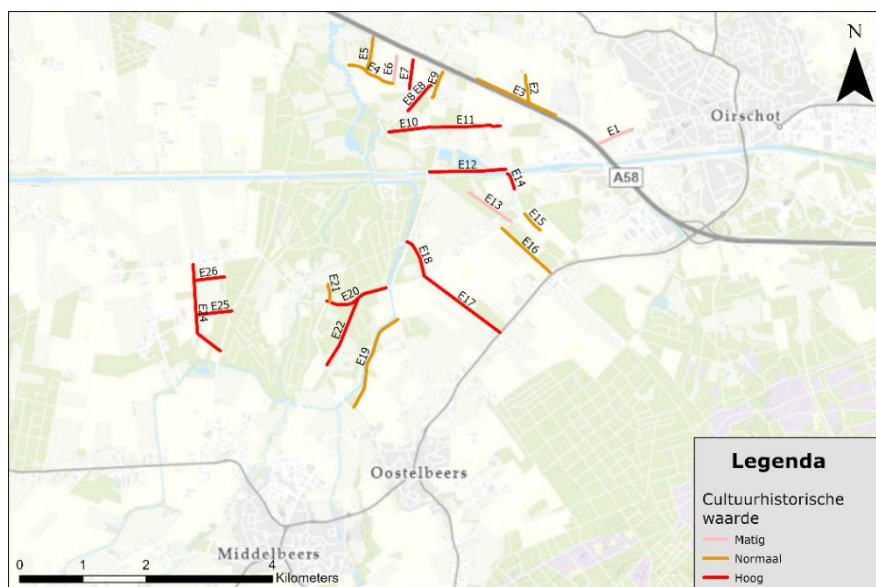 N
E5
E4
E6
E7
E8
E8
E9
E3
E2
Oirschot
E1
E10
E11
E12
E14
A58
E13
E15
E16
E18
E17
E26
E25
E24
E21
E20
E22
E19
Oostelbeers
Middelbeers
Legenda
Cultuurhistorische
waarde
Matig
Normaal
Hoog
0 1 2 4
Kilometers